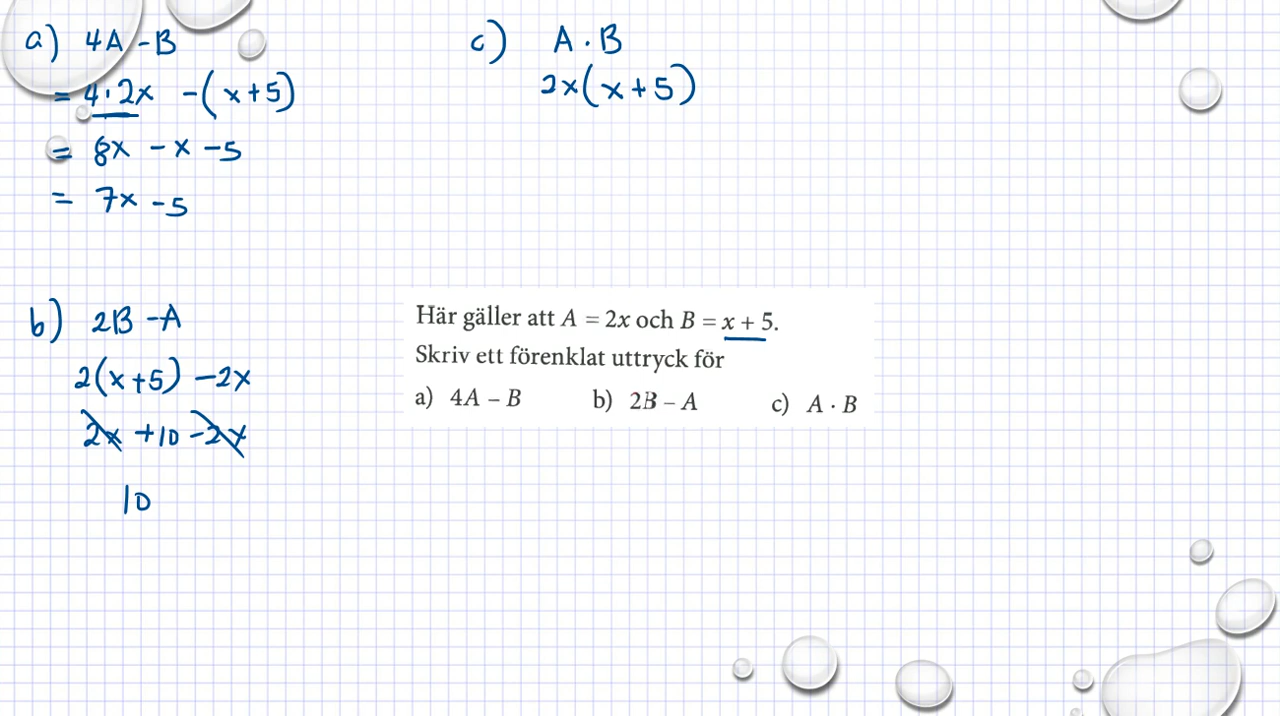 a) 4A - B
= 4·2x - (x+5)
= 8x - x - 5
= 7x - 5
b) 2B - A
2(x+5) - 2x
2x + 10 - 2x
10
c) A · B
2x(x+5)
Här gäller att A = 2x och B = x + 5.
Skriv ett förenklat uttryck för
a) 4A – B b) 2B – A c) A · B